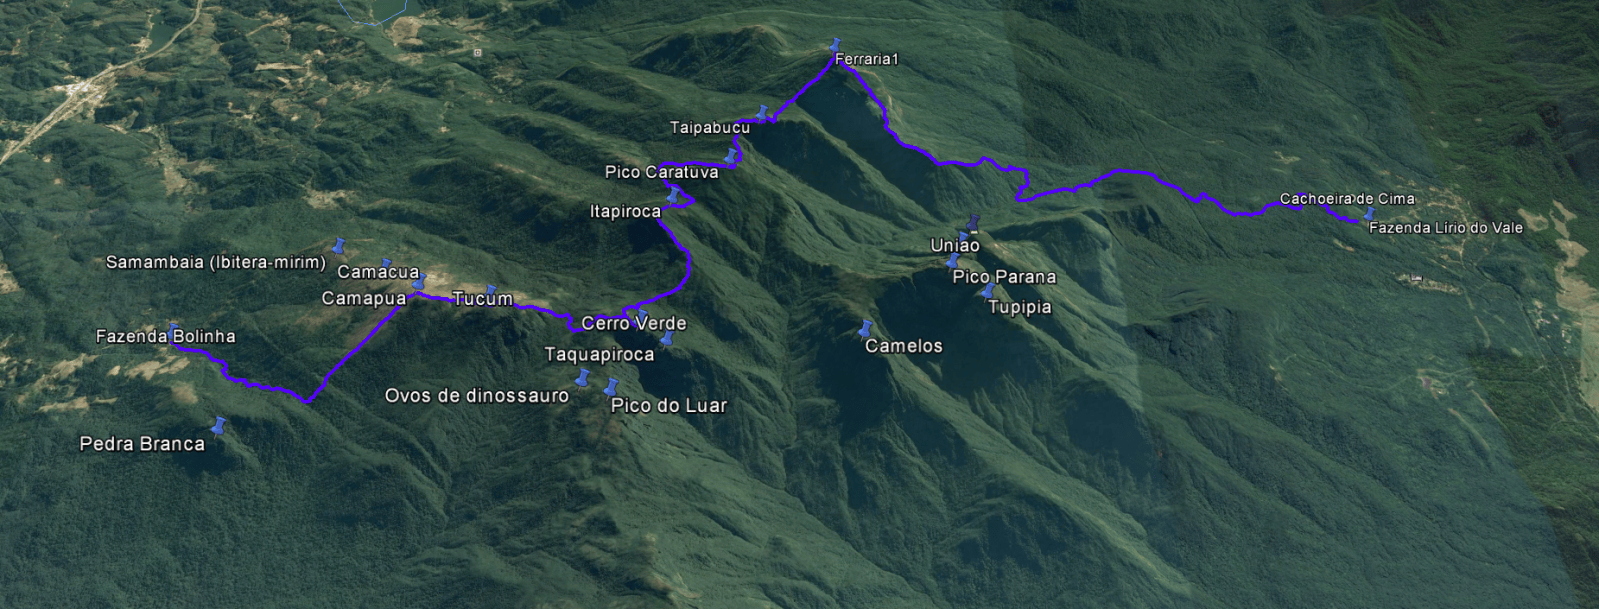 Ferraria1
Taipabucu
Pico Caratuva
Itapiroca
Cachoeira de Cima
Fazenda Lírio do Vale
Uniao
Samambaia (Ibitera-mirim)
Camacua
Pico Parana
Camapua
Tucum
Tupipia
Cerro Verde
Fazenda Bolinha
Camelos
Taquapiroca
Ovos de dinossauro
Pico do Luar
Pedra Branca